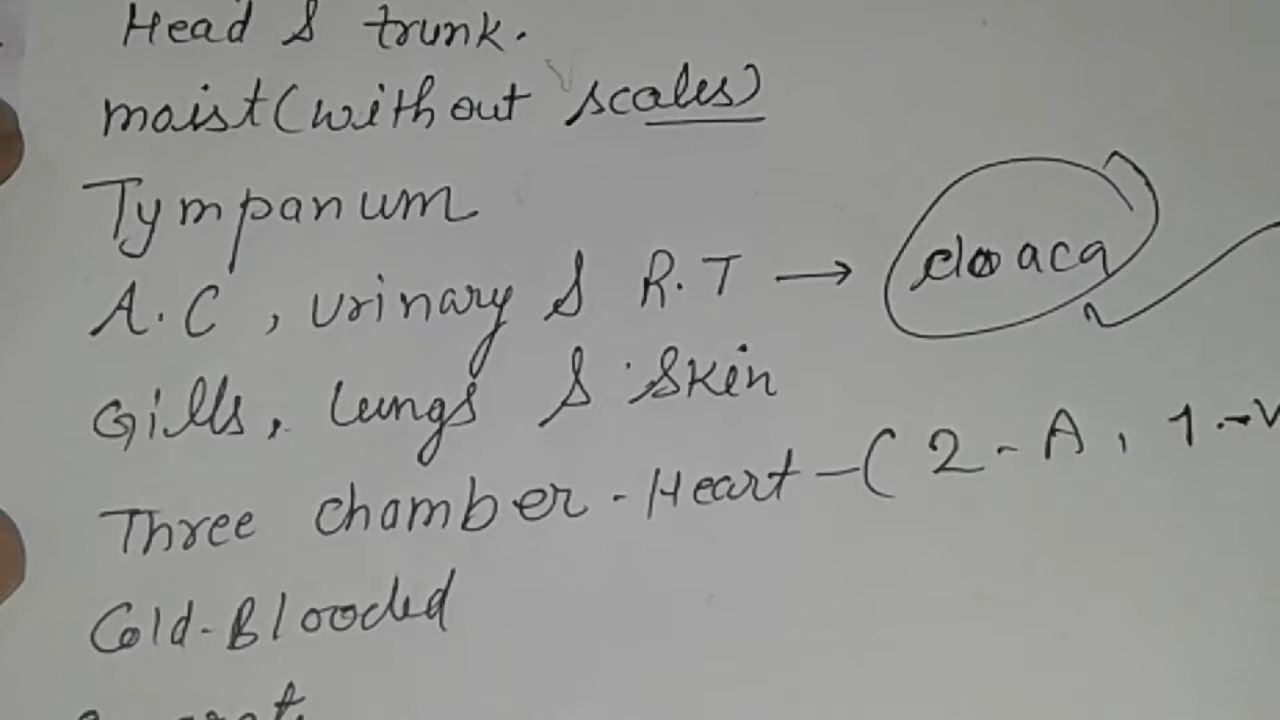 Head & trunk.
moist (without scales)
Tympanum
A.C, urinary & R.T → cloaca
Gills, lungs & skin
Three chamber - Heart - (2 - A, 1 - V
Cold-Blooded